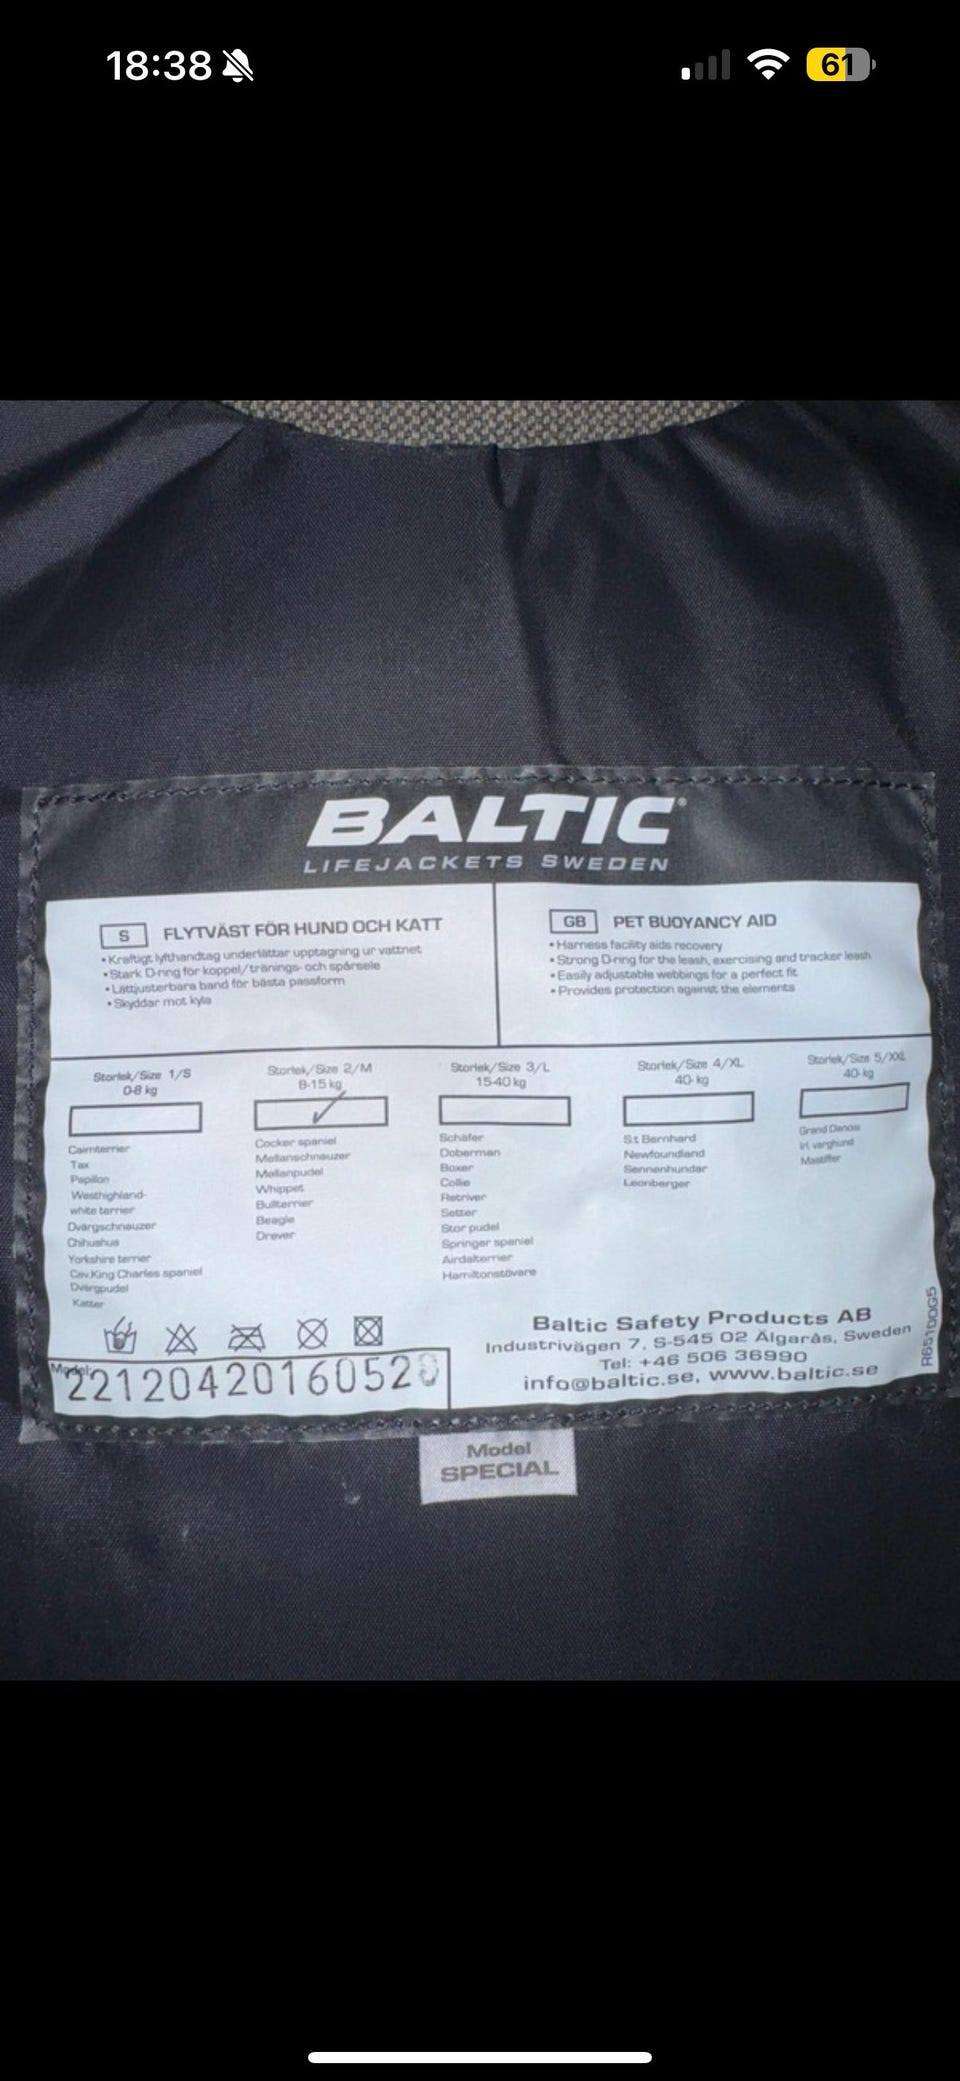 18:38
61
BALTIC®
LIFEJACKETS SWEDEN
S FLYTVÄST FÖR HUND OCH KATT
• Kraftigt lyfthandtag underlättar upptagning ur vattnet
• Stark D-ring för koppel/tränings- och spårsele
• Lättjusterbara band för bästa passform
• Skyddar mot kyla
GB PET BUOYANCY AID
• Harness facility aids recovery
• Strong D-ring for the leash, exercising and tracker leash
• Easily adjustable webbings for a perfect fit
• Provides protection against the elements
Storlek/Size 1/S
0-8 kg
Cairnterrier
Tax
Papillon
Westhighland-
white terrier
Dvärgschnauzer
Chihuahua
Yorkshire terrier
Cav.King Charles spaniel
Dvärgpudel
Katter
Storlek/Size 2/M
8-15 kg
Cocker spaniel
Mellanschnauzer
Mellanpudel
Whippet
Bullterrier
Beagle
Drever
Storlek/Size 3/L
15-40 kg
Schäfer
Doberman
Boxer
Collie
Retriver
Setter
Stor pudel
Springer spaniel
Airdaleterrier
Hamiltonstövare
Storlek/Size 4/XL
40- kg
S:t Bernhard
Newfoundland
Sennenhundar
Leonberger
Storlek/Size 5/XXL
40- kg
Grand Danois
Irl. varghund
Mastiffer
Baltic Safety Products AB
Industrivägen 7, S-545 02 Älgarås, Sweden
Tel: +46 506 36990
info@baltic.se, www.baltic.se
Model:
2212042016052
Model
SPECIAL